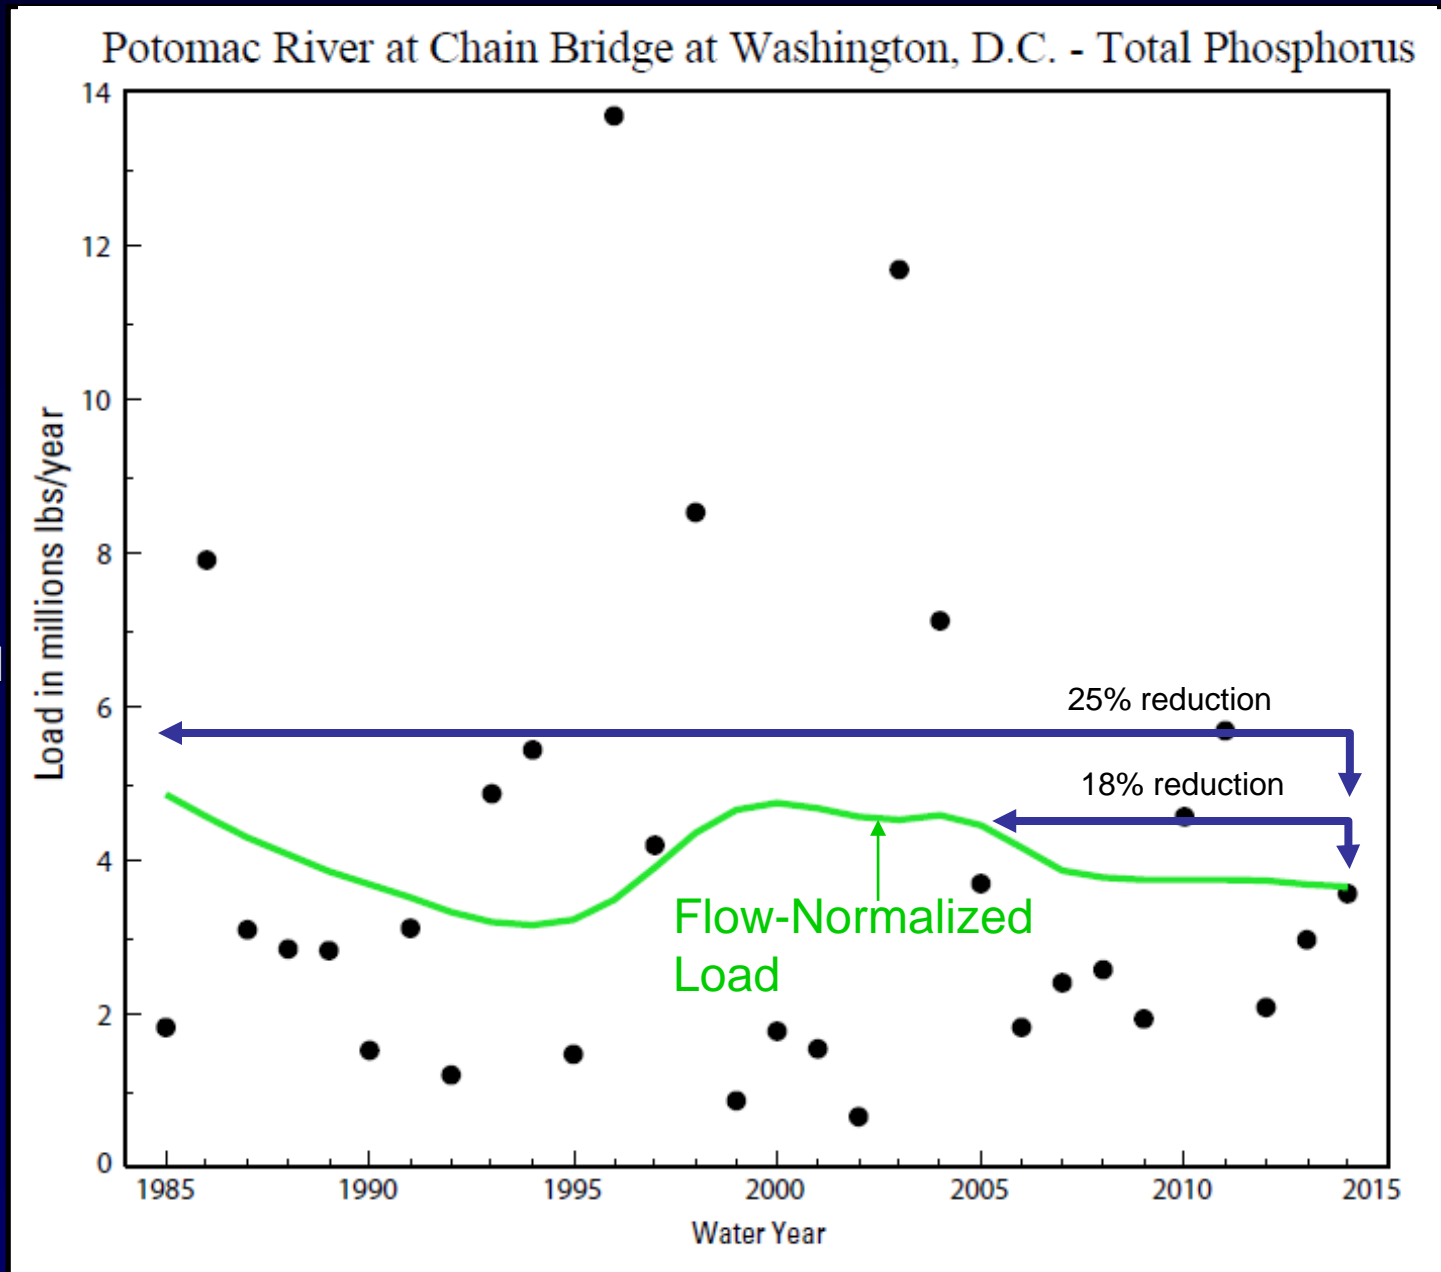 Potomac River at Chain Bridge at Washington, D.C. - Total Phosphorus
14
12
10
8
6
4
2
0
Load in millions lbs/year
25% reduction
18% reduction
Flow-Normalized
Load
1985
1990
1995
2000
2005
2010
2015
Water Year